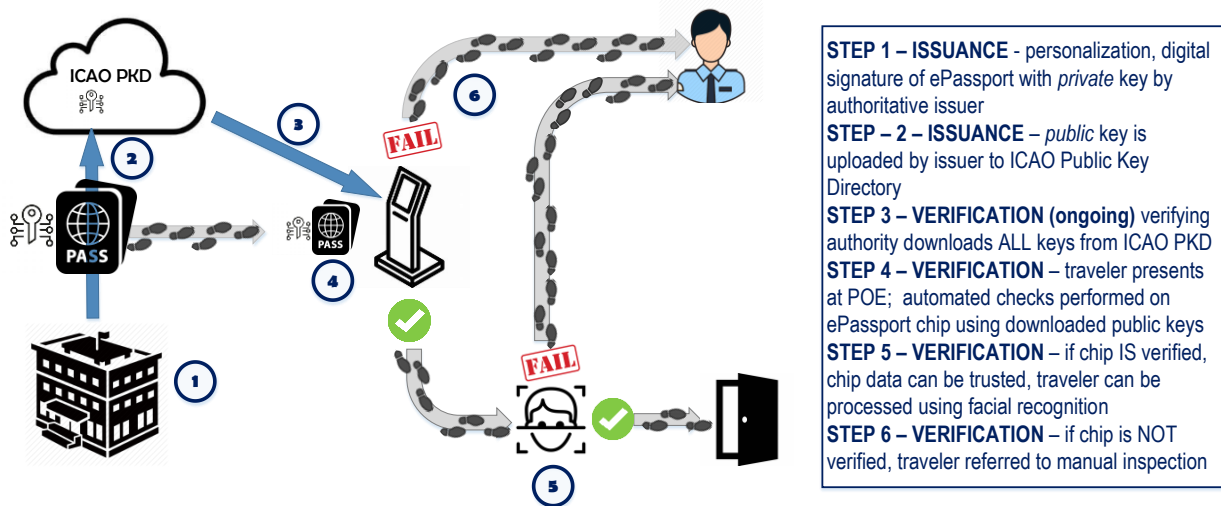 ICAO PKD
6
3
FAIL
2
PASS
PASS
4
1
FAIL
5
STEP 1 – ISSUANCE - personalization, digital
signature of ePassport with private key by
authoritative issuer
STEP – 2 – ISSUANCE – public key is
uploaded by issuer to ICAO Public Key
Directory
STEP 3 – VERIFICATION (ongoing) verifying
authority downloads ALL keys from ICAO PKD
STEP 4 – VERIFICATION – traveler presents
at POE;  automated checks performed on
ePassport chip using downloaded public keys
STEP 5 – VERIFICATION – if chip IS verified,
chip data can be trusted, traveler can be
processed using facial recognition
STEP 6 – VERIFICATION – if chip is NOT
verified, traveler referred to manual inspection